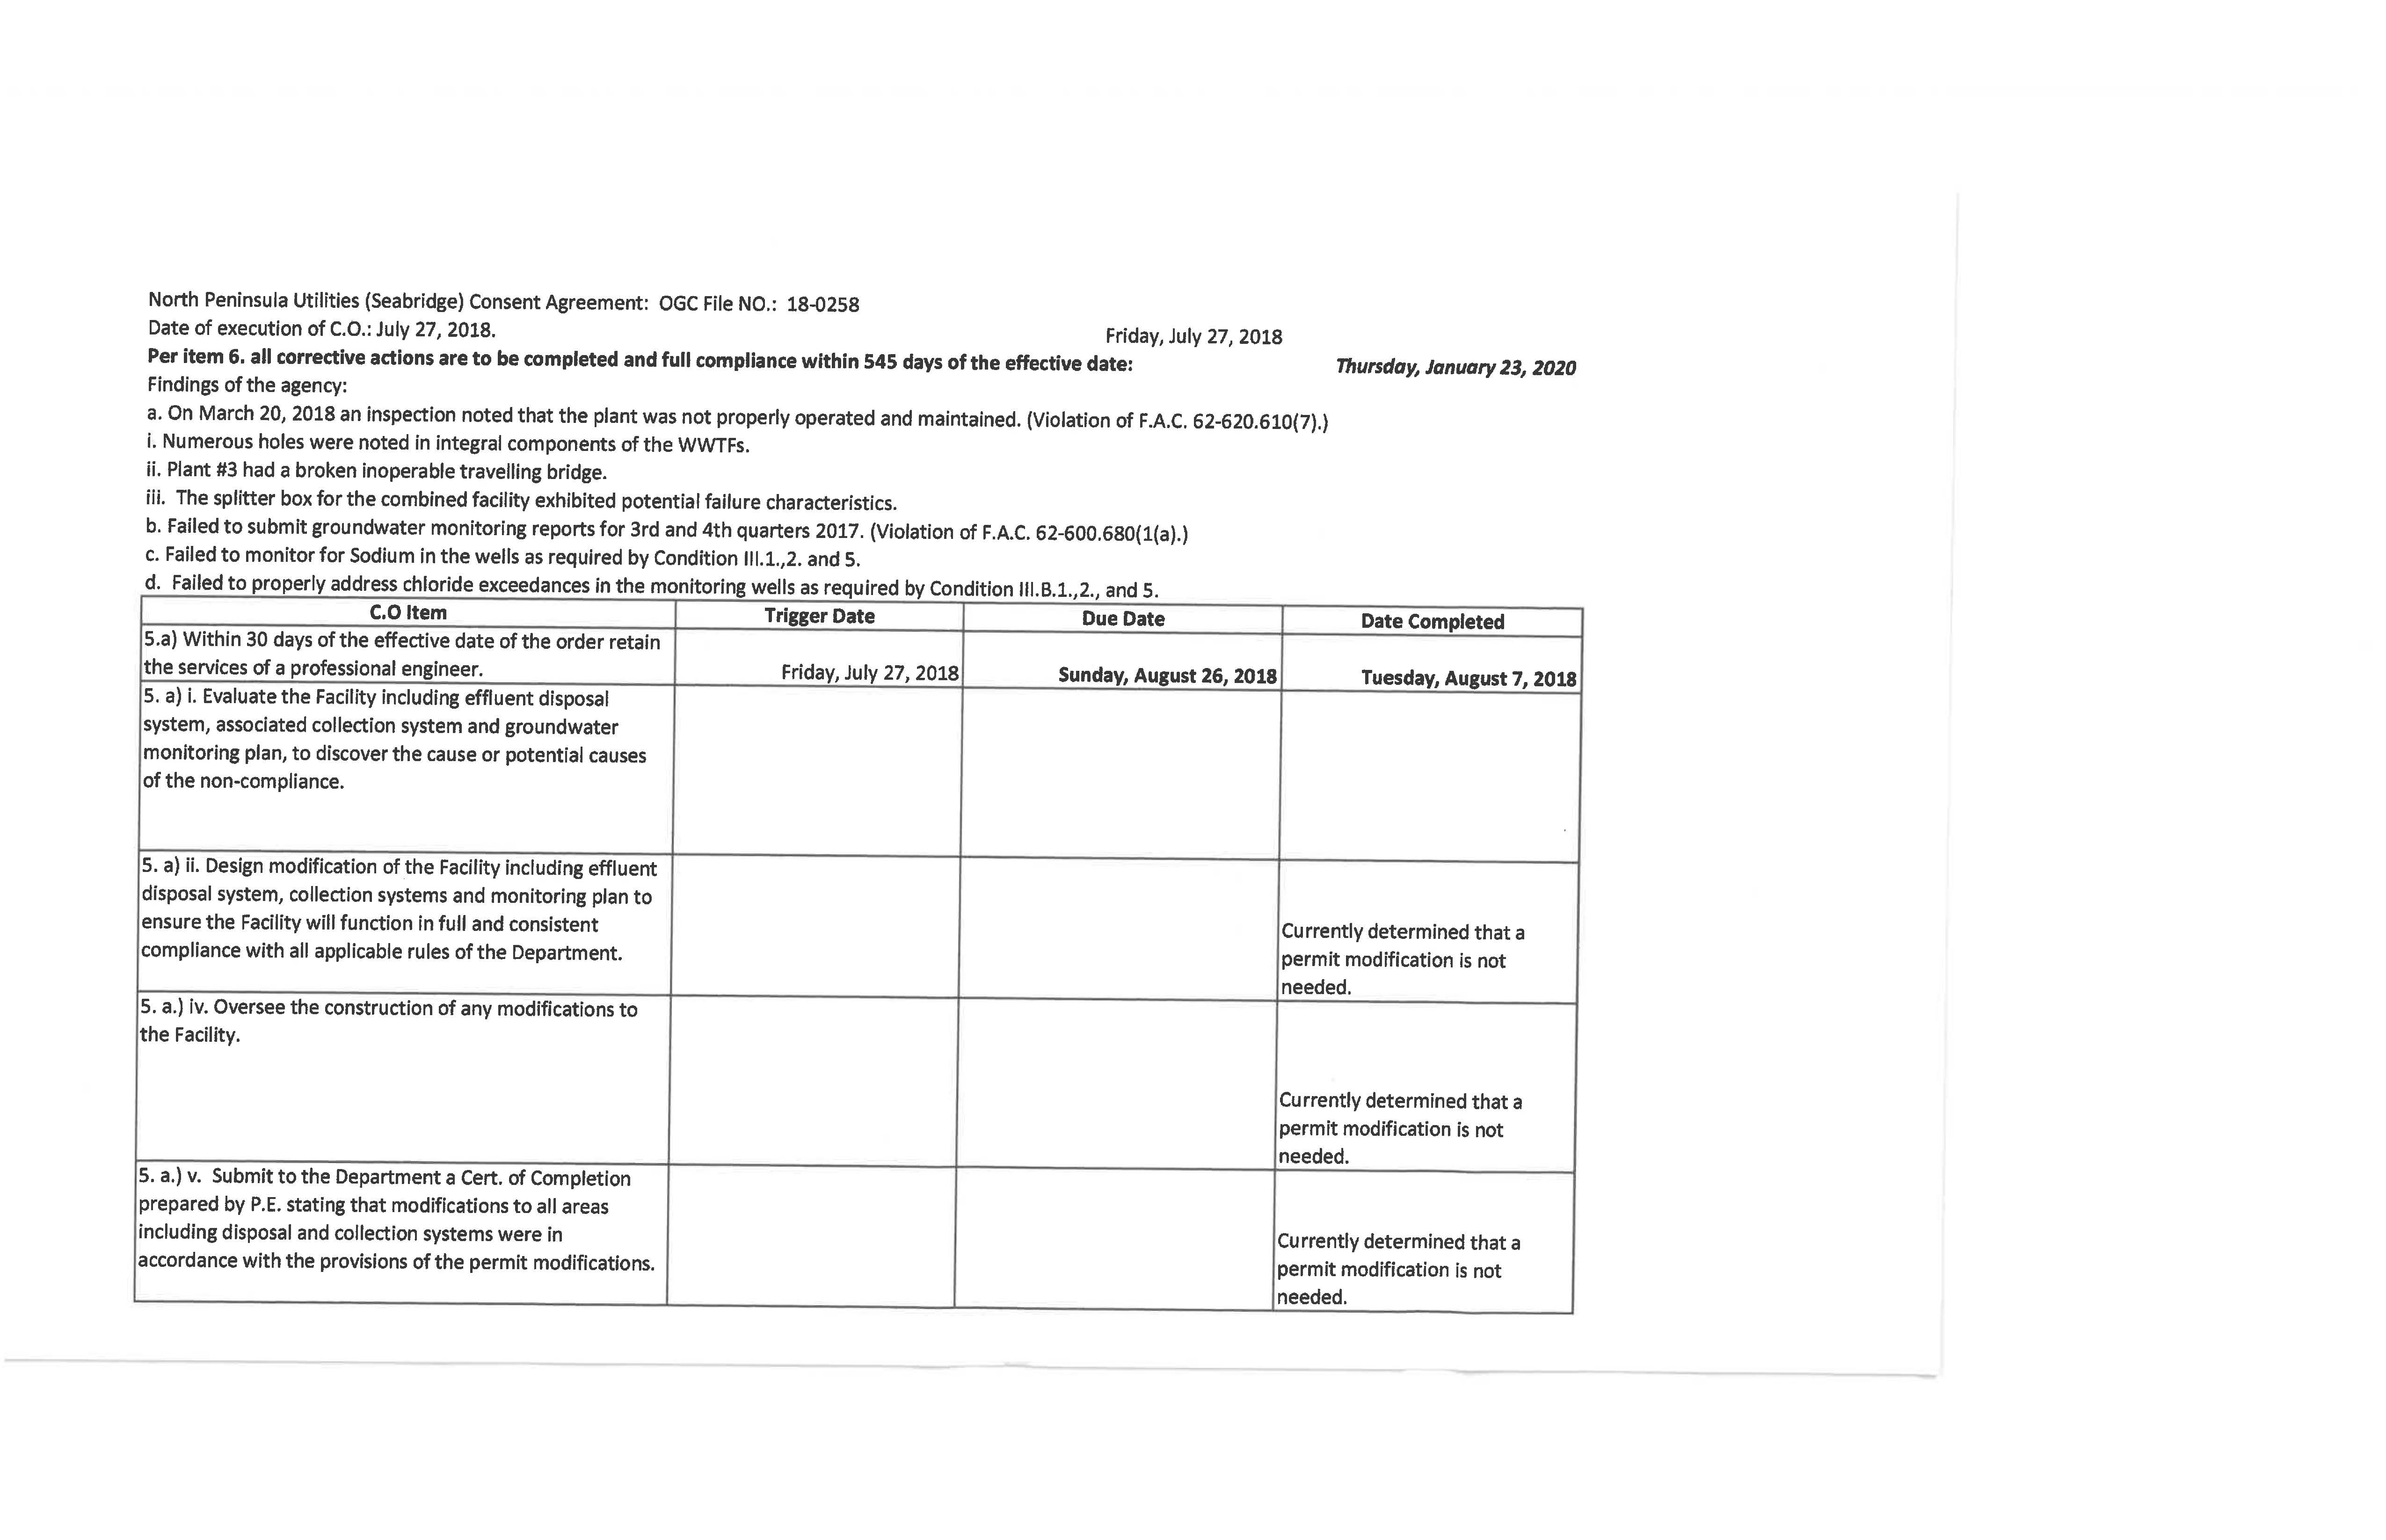 North Peninsula Utilities (Seabridge) Consent Agreement:  OGC File NO.:  18-0258
Date of execution of C.O.: July 27, 2018.
Friday, July 27, 2018
Per item 6. all corrective actions are to be completed and full compliance within 545 days of the effective date:
Thursday, January 23, 2020
Findings of the agency:
a. On March 20, 2018 an inspection noted that the plant was not properly operated and maintained. (Violation of F.A.C. 62-620.610(7).)
i. Numerous holes were noted in integral components of the WWTFs.
ii. Plant #3 had a broken inoperable travelling bridge.
iii.  The splitter box for the combined facility exhibited potential failure characteristics.
b. Failed to submit groundwater monitoring reports for 3rd and 4th quarters 2017. (Violation of F.A.C. 62-600.680(1(a).)
c. Failed to monitor for Sodium in the wells as required by Condition III.1.,2. and 5.
d.  Failed to properly address chloride exceedances in the monitoring wells as required by Condition III.B.1.,2., and 5.
C.O Item
Trigger Date
Due Date
Date Completed
5.a) Within 30 days of the effective date of the order retain
the services of a professional engineer.
Friday, July 27, 2018
Sunday, August 26, 2018
Tuesday, August 7, 2018
5. a) i. Evaluate the Facility including effluent disposal
system, associated collection system and groundwater
monitoring plan, to discover the cause or potential causes
of the non-compliance.
5. a) ii. Design modification of the Facility including effluent
disposal system, collection systems and monitoring plan to
ensure the Facility will function in full and consistent
compliance with all applicable rules of the Department.
Currently determined that a
permit modification is not
needed.
5. a.) iv. Oversee the construction of any modifications to
the Facility.
Currently determined that a
permit modification is not
needed.
5. a.) v.  Submit to the Department a Cert. of Completion
prepared by P.E. stating that modifications to all areas
including disposal and collection systems were in
accordance with the provisions of the permit modifications.
Currently determined that a
permit modification is not
needed.